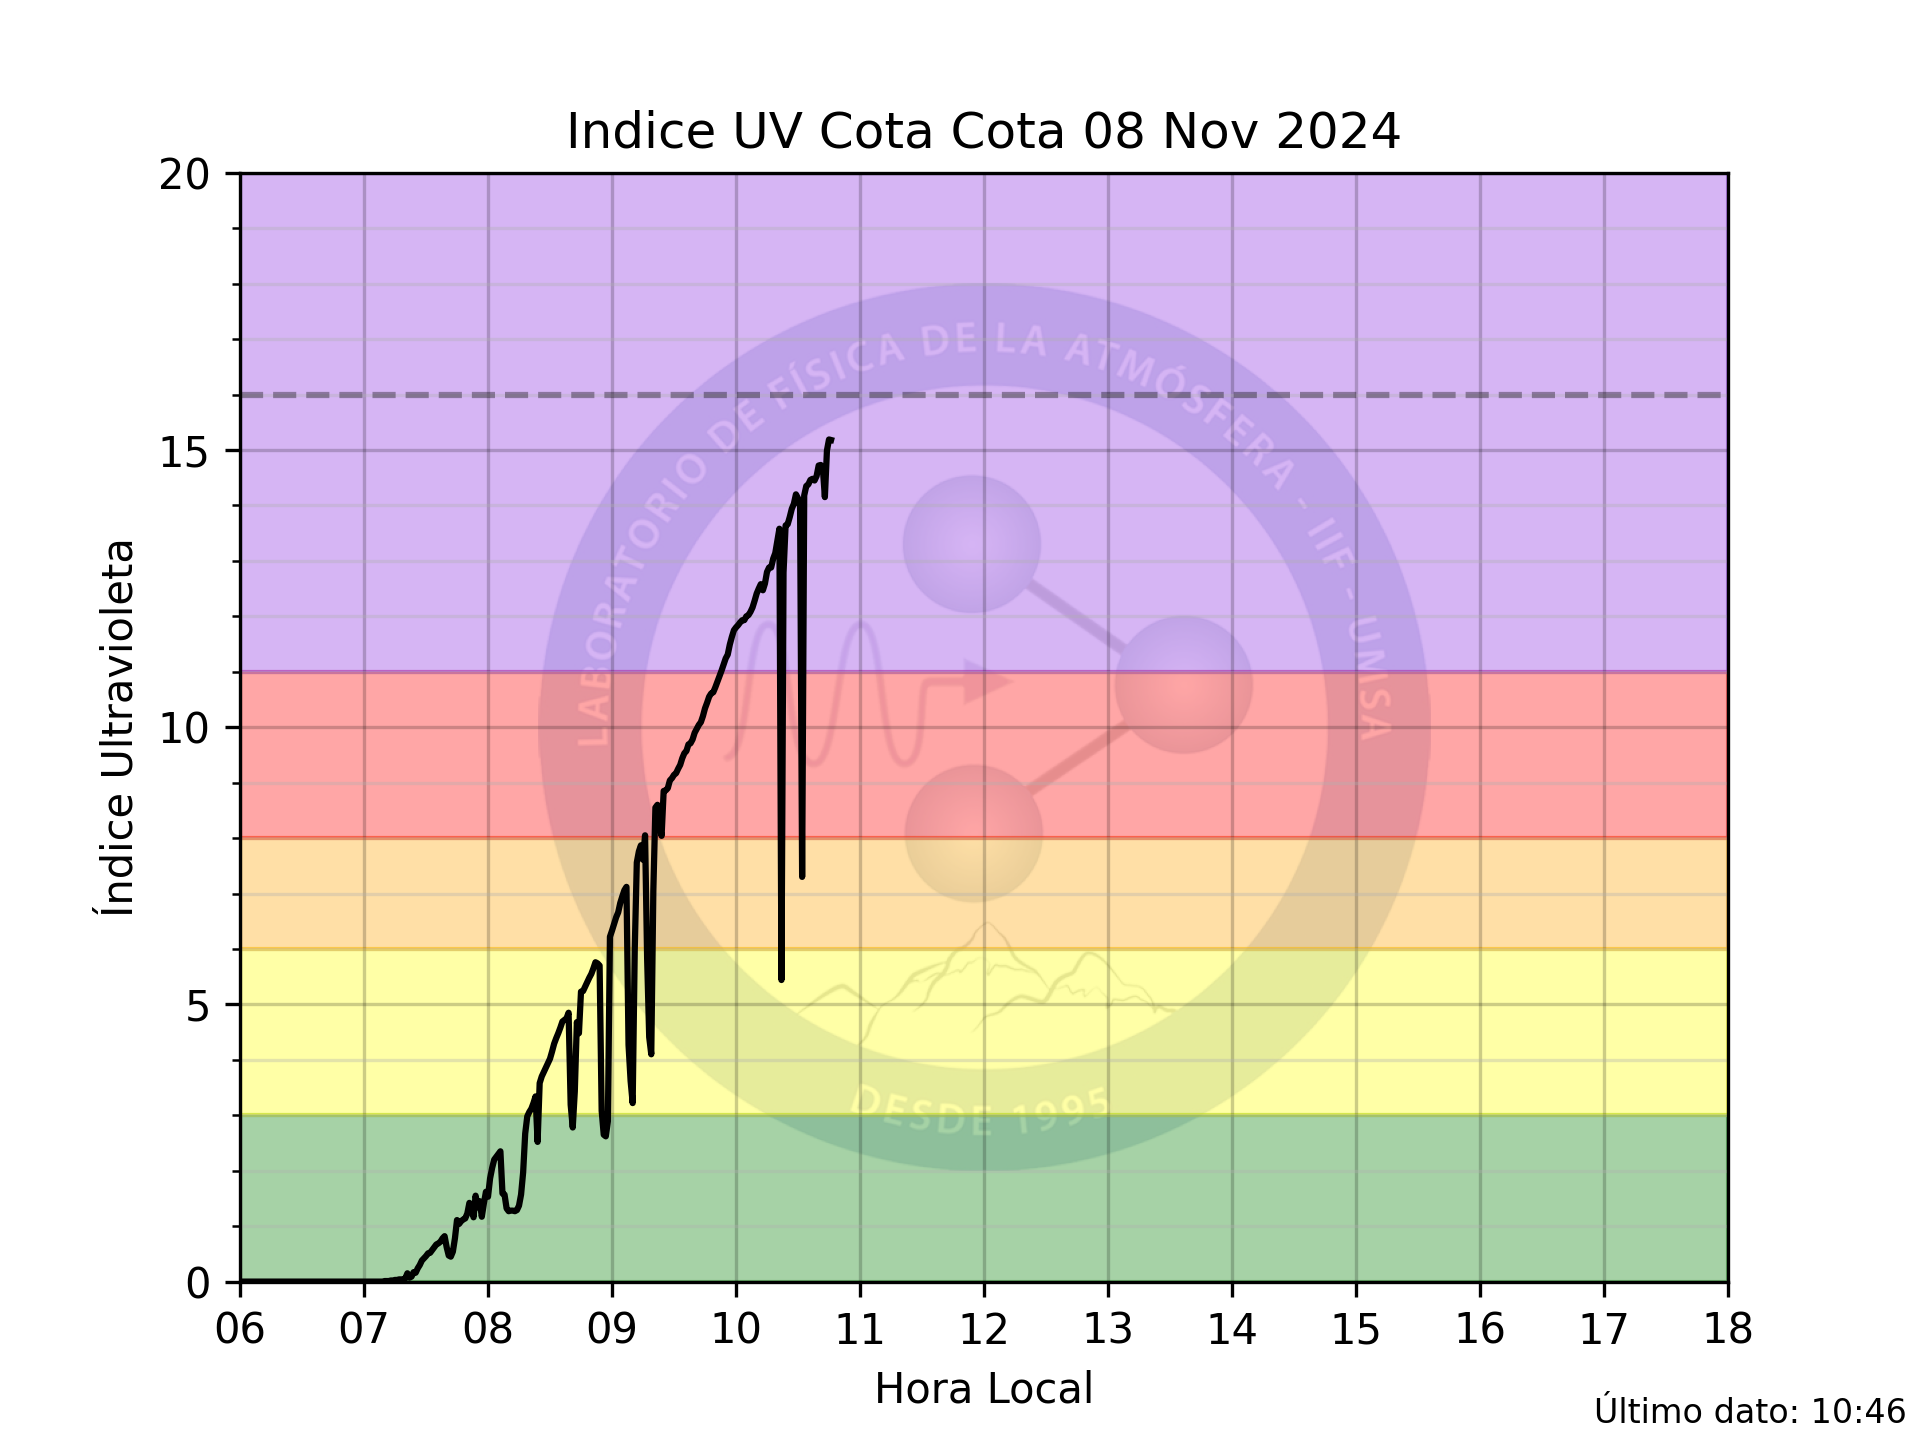 Indice UV Cota Cota 08 Nov 2024
20
15
10
5
0
Índice Ultravioleta
LABORATORIO DE FÍSICA DE LA ATMÓSFERA - IIF - UMSA
DESDE 1995
06 07 08 09 10 11 12 13 14 15 16 17 18
Hora Local
Último dato: 10:46